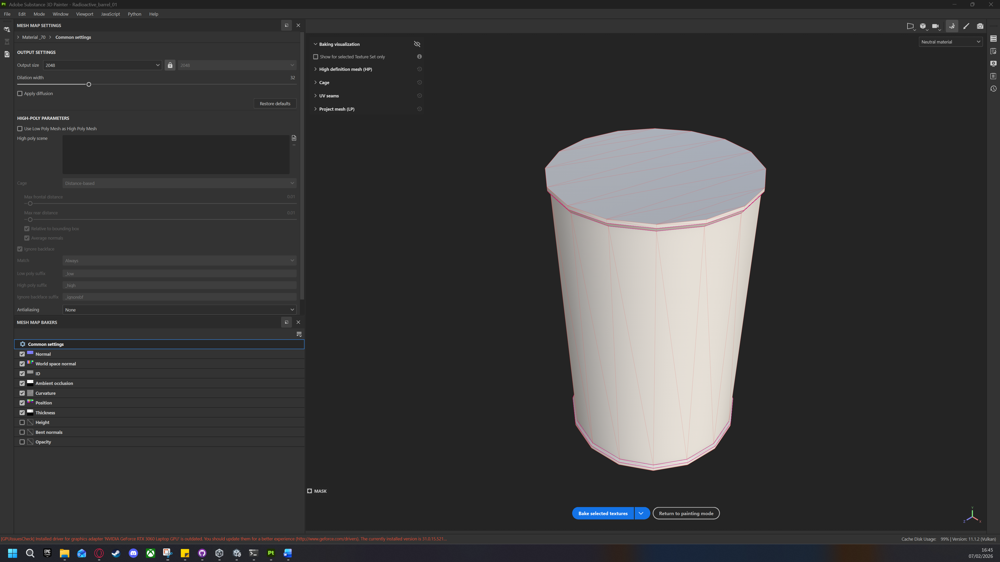 Pt Adobe Substance 3D Painter - Radioactive_barrel_01
File Edit Mode Window Viewport JavaScript Python Help
MESH MAP SETTINGS
Material _70 > Common settings
OUTPUT SETTINGS
Output size 2048 2048
Dilation width 32
Apply diffusion
Restore defaults
HIGH-POLY PARAMETERS
Use Low Poly Mesh as High Poly Mesh
High poly scene
Cage Distance-based
Max frontal distance 0.01
Max rear distance 0.01
Relative to bounding box
Average normals
Ignore backface
Match Always
Low poly suffix _low
High poly suffix _high
Ignore backface suffix _ignorebf
Antialiasing None
MESH MAP BAKERS
Common settings
Normal
World space normal
ID
Ambient occlusion
Curvature
Position
Thickness
Height
Bent normals
Opacity
Baking visualization
Show for selected Texture Set only
High definition mesh (HP)
Cage
UV seams
Project mesh (LP)
Neutral material
MASK
Bake selected textures
Return to painting mode
Y
Z X
[GPUIssuesCheck] Installed driver for graphics adapter 'NVIDIA GeForce RTX 3060 Laptop GPU' is outdated. You should update them for a better experience (http://www.geforce.com/drivers). The currently installed version is 31.0.15.521...
Cache Disk Usage: 99% | Version: 11.1.2 (Vulkan)
EPIC GAMES
Pt
W
16:45
07/02/2026